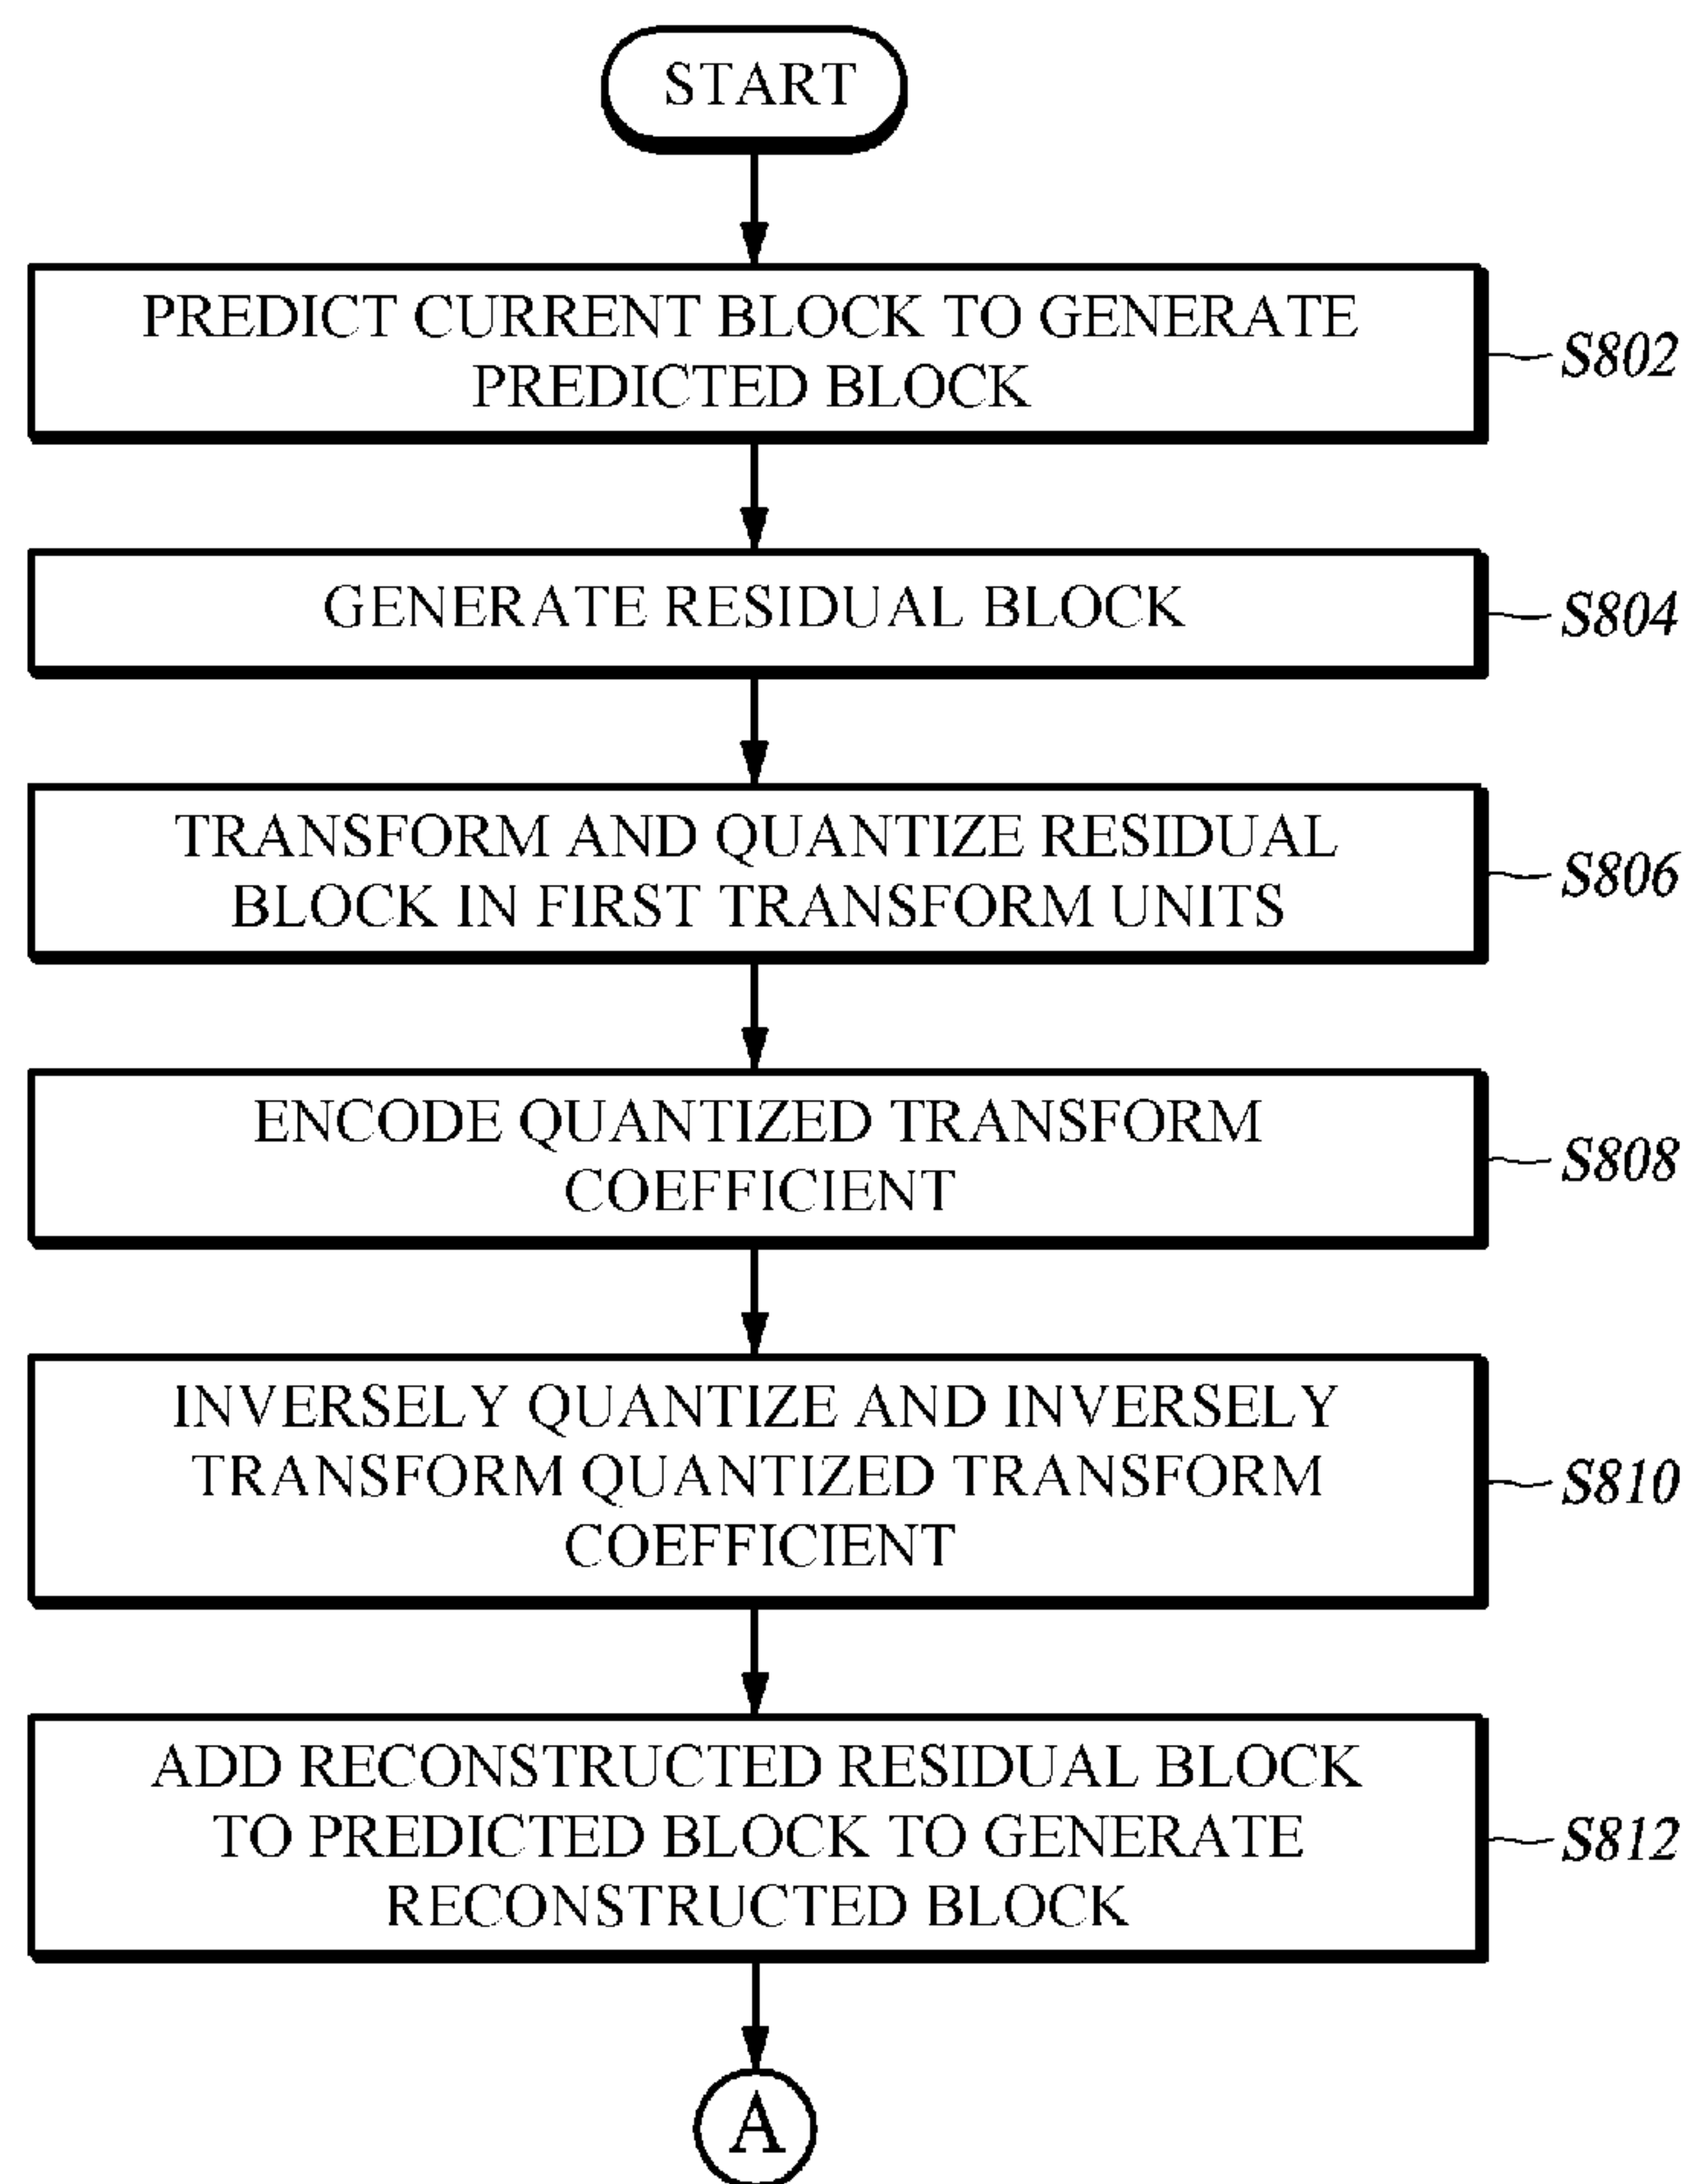 START
PREDICT CURRENT BLOCK TO GENERATE
PREDICTED BLOCK
S802
GENERATE RESIDUAL BLOCK
S804
TRANSFORM AND QUANTIZE RESIDUAL
BLOCK IN FIRST TRANSFORM UNITS
S806
ENCODE QUANTIZED TRANSFORM
COEFFICIENT
S808
INVERSELY QUANTIZE AND INVERSELY
TRANSFORM QUANTIZED TRANSFORM
COEFFICIENT
S810
ADD RECONSTRUCTED RESIDUAL BLOCK
TO PREDICTED BLOCK TO GENERATE
RECONSTRUCTED BLOCK
S812
A